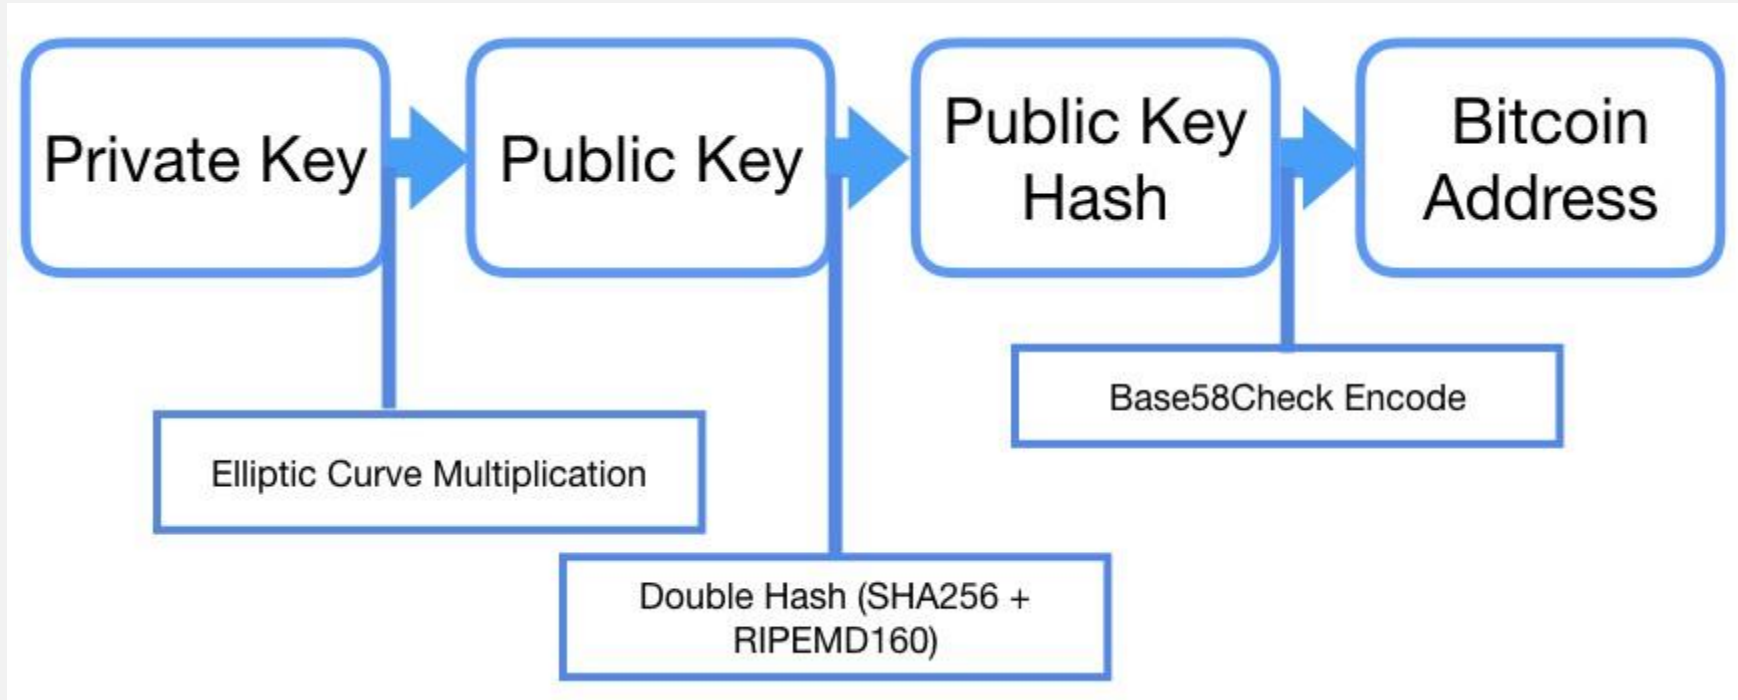 Private Key
Public Key
Public Key
Hash
Bitcoin
Address
Base58Check Encode
Elliptic Curve Multiplication
Double Hash (SHA256 +
RIPEMD160)